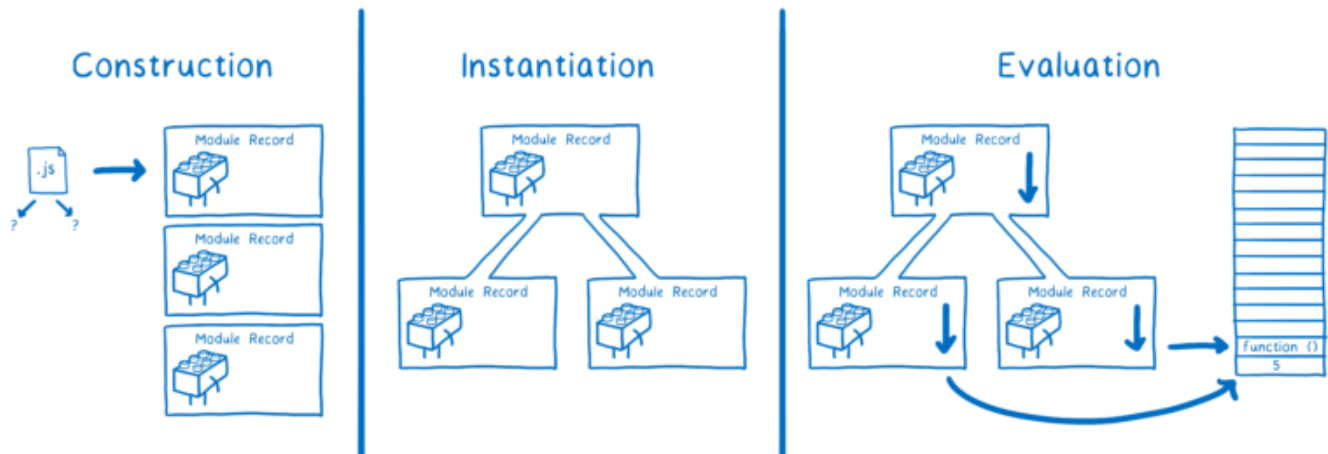 Construction
.js
?
?
Module Record
Module Record
Module Record
Instantiation
Module Record
Module Record
Module Record
Evaluation
Module Record
Module Record
Module Record
function ()
5